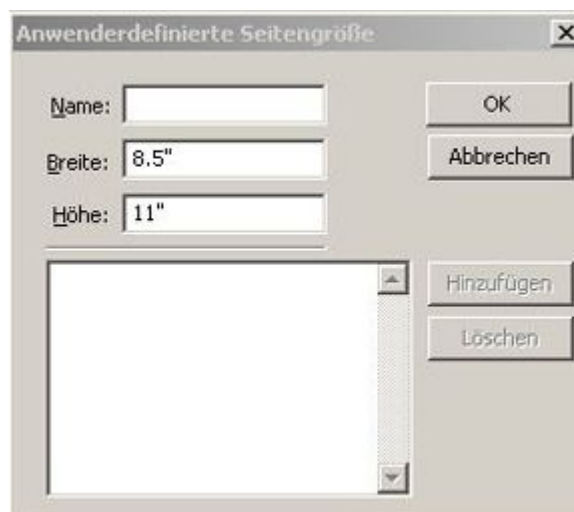 Anwenderdefinierte Seitengröße
Name:
OK
Breite: 8.5"
Abbrechen
Höhe: 11"
Hinzufügen
Löschen